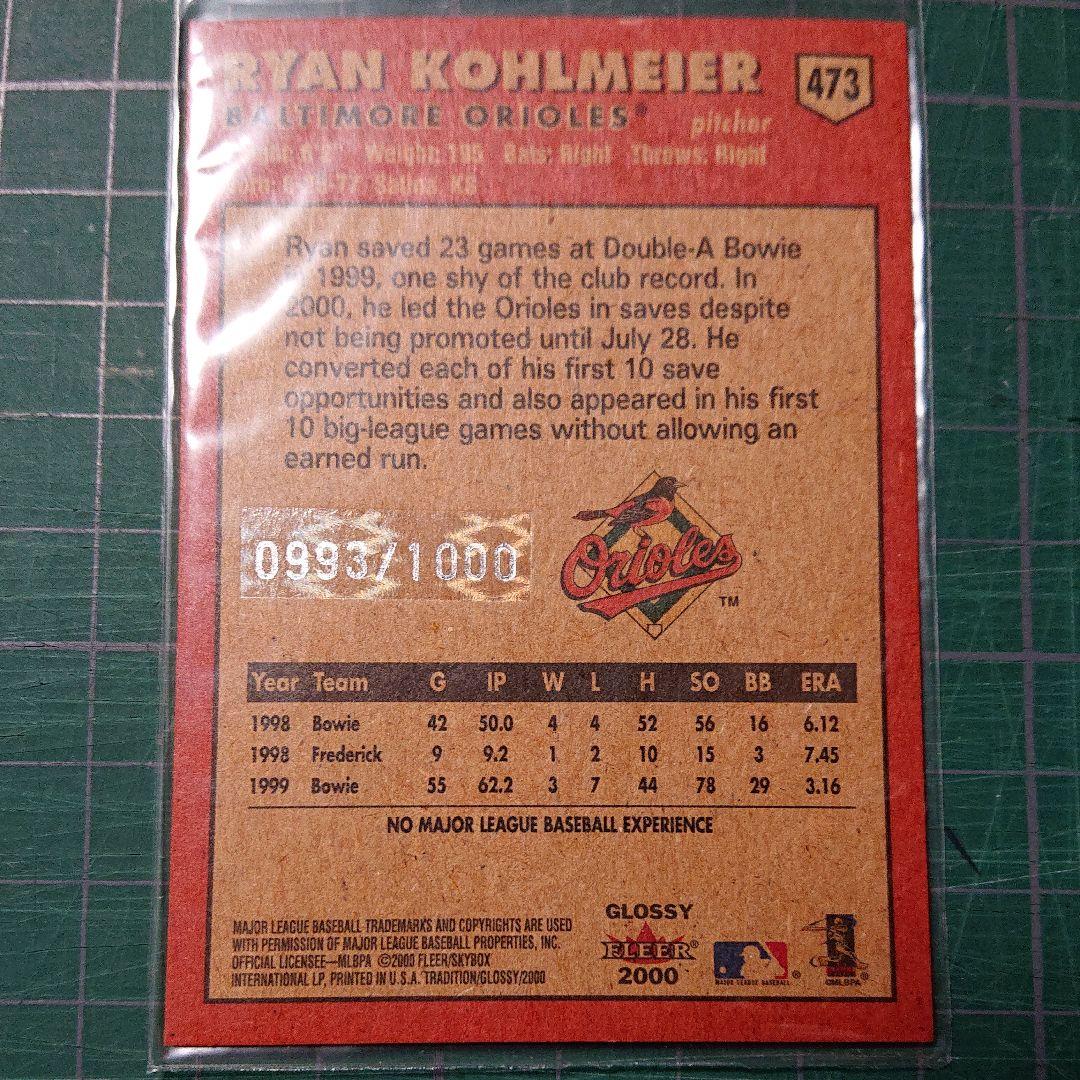 RYAN KOHLMEIER
473
BALTIMORE ORIOLES®
pitcher
Weight: 195 Bats: Right Throws: Right
Salina, KS
Ryan saved 23 games at Double-A Bowie
in 1999, one shy of the club record. In
2000, he led the Orioles in saves despite
not being promoted until July 28. He
converted each of his first 10 save
opportunities and also appeared in his first
10 big-league games without allowing an
earned run.
0993/1000
Orioles
TM
Year Team G IP W L H SO BB ERA
1998 Bowie 42 50.0 4 4 52 56 16 6.12
1998 Frederick 9 9.2 1 2 10 15 3 7.45
1999 Bowie 55 62.2 3 7 44 78 29 3.16
NO MAJOR LEAGUE BASEBALL EXPERIENCE
MAJOR LEAGUE BASEBALL TRADEMARKS AND COPYRIGHTS ARE USED
WITH PERMISSION OF MAJOR LEAGUE BASEBALL PROPERTIES, INC.
OFFICIAL LICENSEE—MLBPA ©2000 FLEER/SKYBOX
INTERNATIONAL LP, PRINTED IN U.S.A. TRADITION/GLOSSY/2000
GLOSSY
FLEER®
2000
MAJOR LEAGUE BASEBALL
©MLBPA